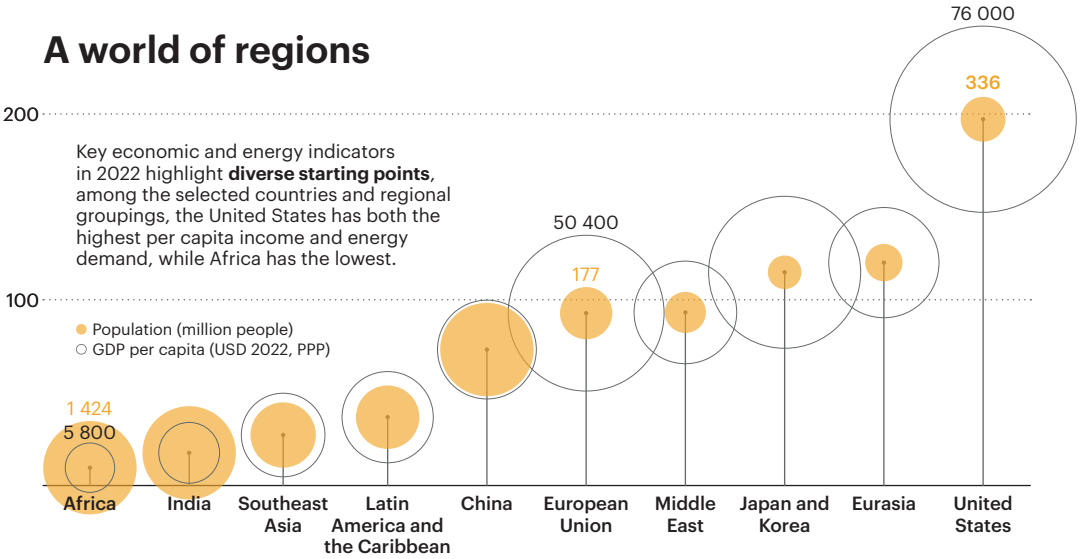 76 000
A world of regions
336
200
Key economic and energy indicators
in 2022 highlight diverse starting points,
among the selected countries and regional
groupings, the United States has both the
highest per capita income and energy
demand, while Africa has the lowest.
50 400
177
100
Population (million people)
GDP per capita (USD 2022, PPP)
1 424
5 800
Africa
India
Southeast
Asia
Latin
America and
the Caribbean
China
European
Union
Middle
East
Japan and
Korea
Eurasia
United
States